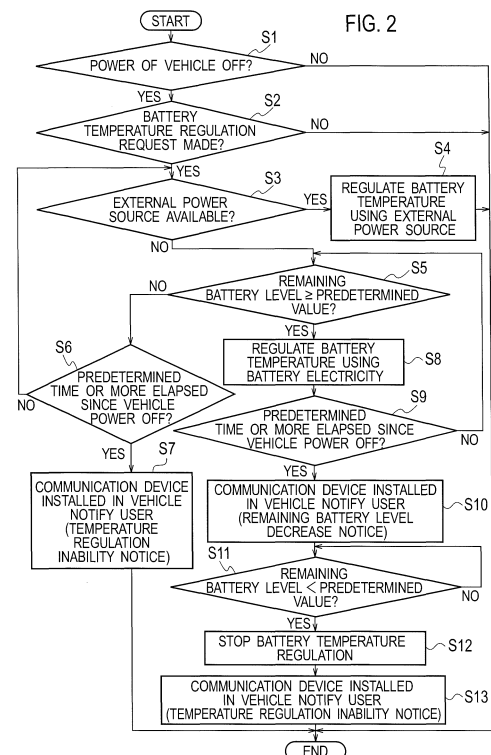 START
FIG. 2
S1
POWER OF VEHICLE OFF?
NO
YES
S2
BATTERY
TEMPERATURE REGULATION
REQUEST MADE?
NO
YES
S3
EXTERNAL POWER
SOURCE AVAILABLE?
YES
NO
S4
REGULATE BATTERY
TEMPERATURE
USING EXTERNAL
POWER SOURCE
S5
REMAINING
BATTERY LEVEL ≥ PREDETERMINED
VALUE?
NO
YES
S6
PREDETERMINED
TIME OR MORE ELAPSED
SINCE VEHICLE
POWER OFF?
NO
YES
S8
REGULATE BATTERY
TEMPERATURE USING
BATTERY ELECTRICITY
S9
PREDETERMINED
TIME OR MORE ELAPSED SINCE
VEHICLE POWER OFF?
NO
YES
S7
COMMUNICATION DEVICE
INSTALLED IN VEHICLE
NOTIFY USER
(TEMPERATURE
REGULATION
INABILITY NOTICE)
COMMUNICATION DEVICE INSTALLED
IN VEHICLE NOTIFY USER
(REMAINING BATTERY LEVEL
DECREASE NOTICE)
S10
S11
REMAINING
BATTERY LEVEL < PREDETERMINED
VALUE?
NO
YES
STOP BATTERY TEMPERATURE
REGULATION
S12
COMMUNICATION DEVICE INSTALLED
IN VEHICLE NOTIFY USER
(TEMPERATURE REGULATION INABILITY NOTICE)
S13
END